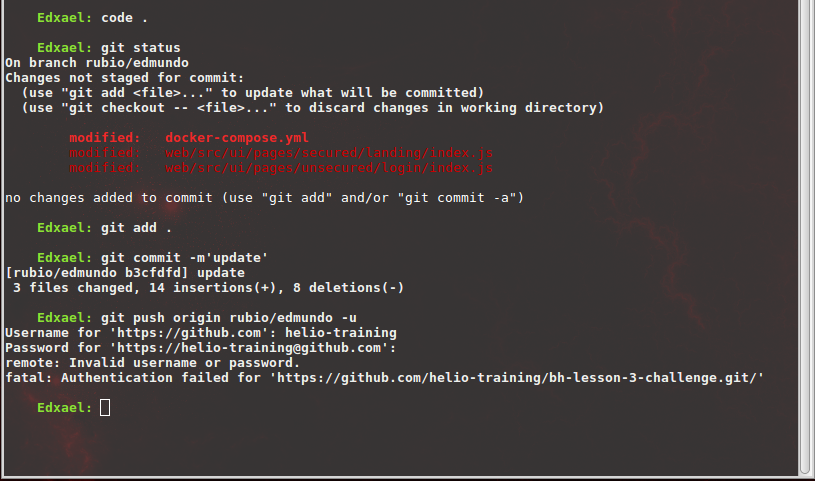 Edxael: code .
Edxael: git status
On branch rubio/edmundo
Changes not staged for commit:
(use "git add <file>..." to update what will be committed)
(use "git checkout -- <file>..." to discard changes in working directory)
modified:   docker-compose.yml
modified:   web/src/ui/pages/secured/landing/index.js
modified:   web/src/ui/pages/unsecured/login/index.js
no changes added to commit (use "git add" and/or "git commit -a")
Edxael: git add .
Edxael: git commit -m'update'
[rubio/edmundo b3cfdfd] update
3 files changed, 14 insertions(+), 8 deletions(-)
Edxael: git push origin rubio/edmundo -u
Username for 'https://github.com': helio-training
Password for 'https://helio-training@github.com':
remote: Invalid username or password.
fatal: Authentication failed for 'https://github.com/helio-training/bh-lesson-3-challenge.git/'
Edxael: